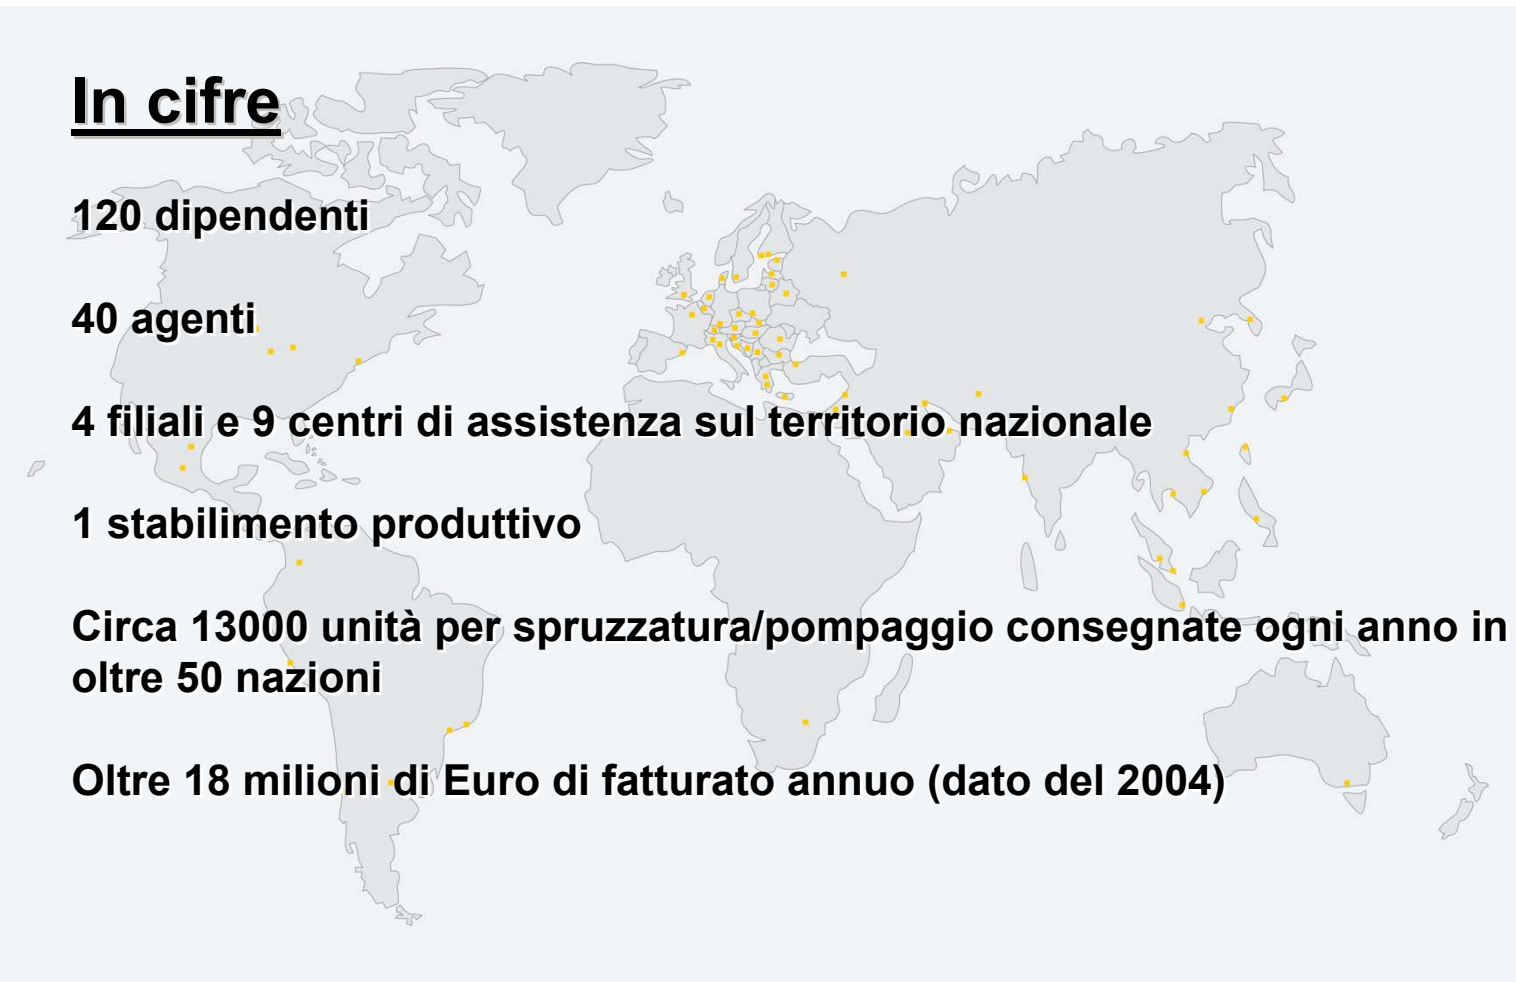 In cifre
120 dipendenti
40 agenti
4 filiali e 9 centri di assistenza sul territorio nazionale
1 stabilimento produttivo
Circa 13000 unità per spruzzatura/pompaggio consegnate ogni anno in
oltre 50 nazioni
Oltre 18 milioni di Euro di fatturato annuo (dato del 2004)